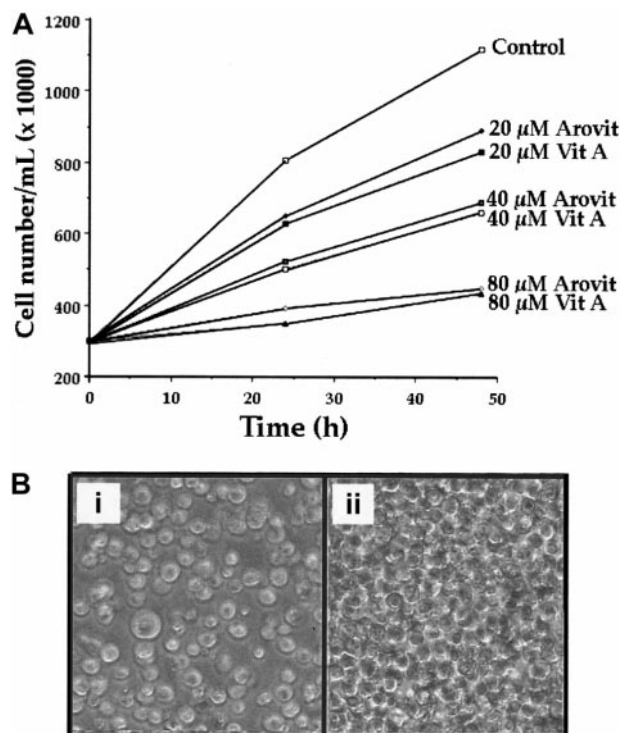 A
1200
1000
800
600
400
200
Cell number/mL (x 1000)
Control
20 μM Arovit
20 μM Vit A
40 μM Arovit
40 μM Vit A
80 μM Arovit
80 μM Vit A
0
10
20
30
40
50
Time (h)
B
i
ii